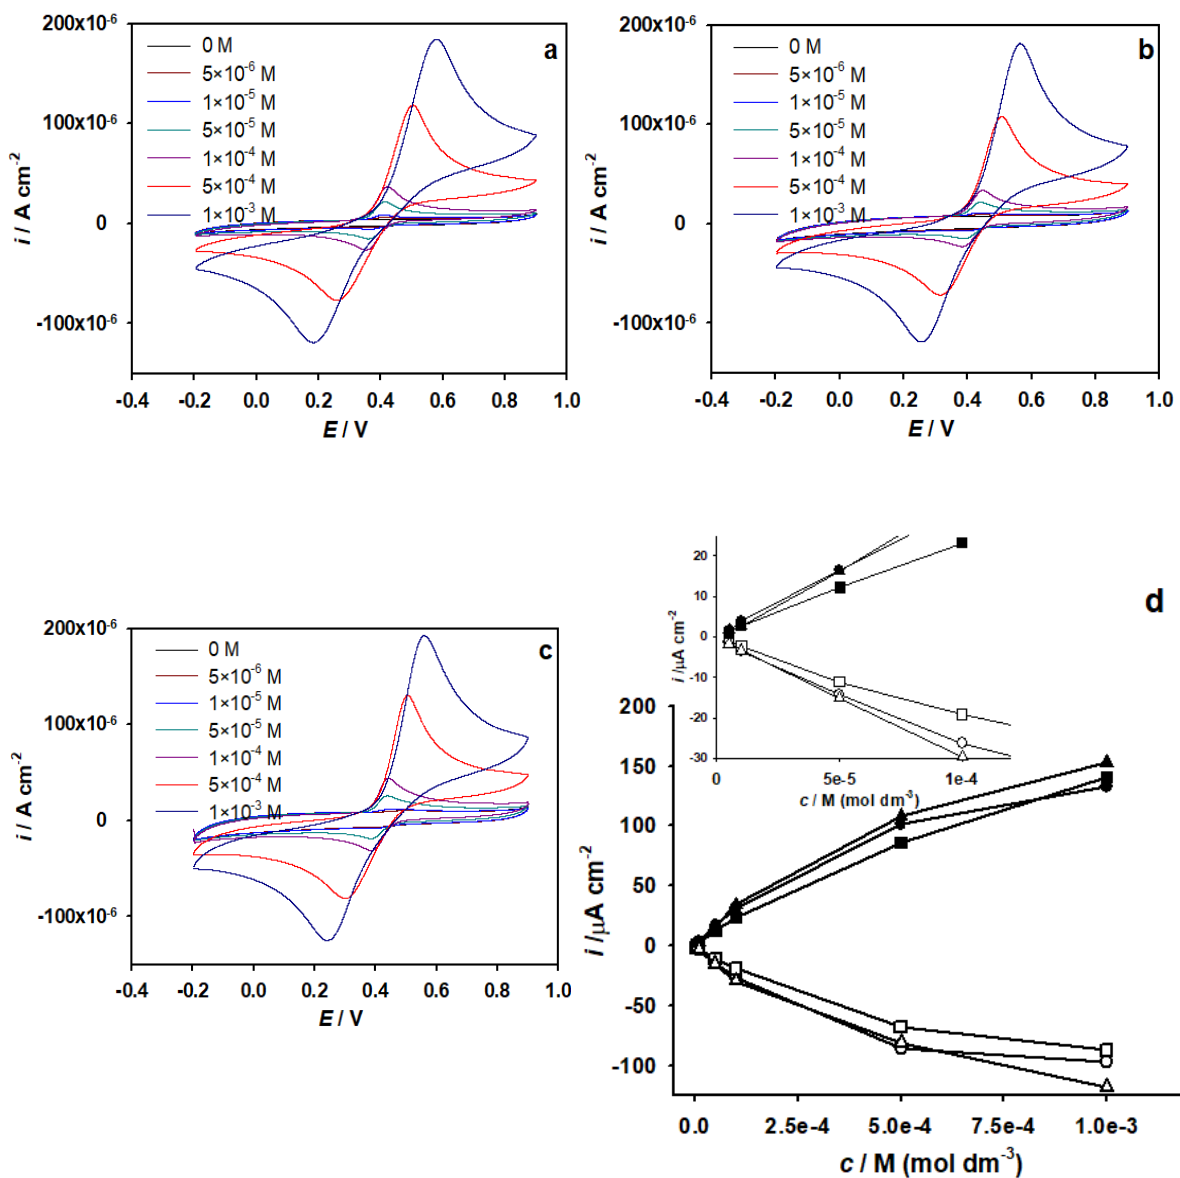 a
200x10⁻⁶
100x10⁻⁶
0
-100x10⁻⁶
i / A cm⁻²
0 M
5×10⁻⁶ M
1×10⁻⁵ M
5×10⁻⁵ M
1×10⁻⁴ M
5×10⁻⁴ M
1×10⁻³ M
-0.4 -0.2 0.0 0.2 0.4 0.6 0.8 1.0
E / V
b
200x10⁻⁶
100x10⁻⁶
0
-100x10⁻⁶
i / A cm⁻²
0 M
5×10⁻⁶ M
1×10⁻⁵ M
5×10⁻⁵ M
1×10⁻⁴ M
5×10⁻⁴ M
1×10⁻³ M
-0.4 -0.2 0.0 0.2 0.4 0.6 0.8 1.0
E / V
c
200x10⁻⁶
100x10⁻⁶
0
-100x10⁻⁶
i / A cm⁻²
0 M
5×10⁻⁶ M
1×10⁻⁵ M
5×10⁻⁵ M
1×10⁻⁴ M
5×10⁻⁴ M
1×10⁻³ M
-0.4 -0.2 0.0 0.2 0.4 0.6 0.8 1.0
E / V
d
20
10
0
-10
-20
-30
i /µA cm⁻²
0 5e-5 1e-4
c / M (mol dm⁻³)
200
150
100
50
0
-50
-100
i /µA cm⁻²
0.0 2.5e-4 5.0e-4 7.5e-4 1.0e-3
c / M (mol dm⁻³)